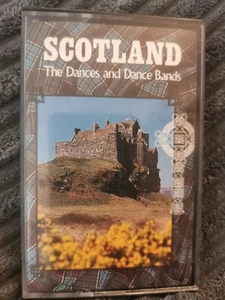 SCOTLAND
The Dances and Dance Bands